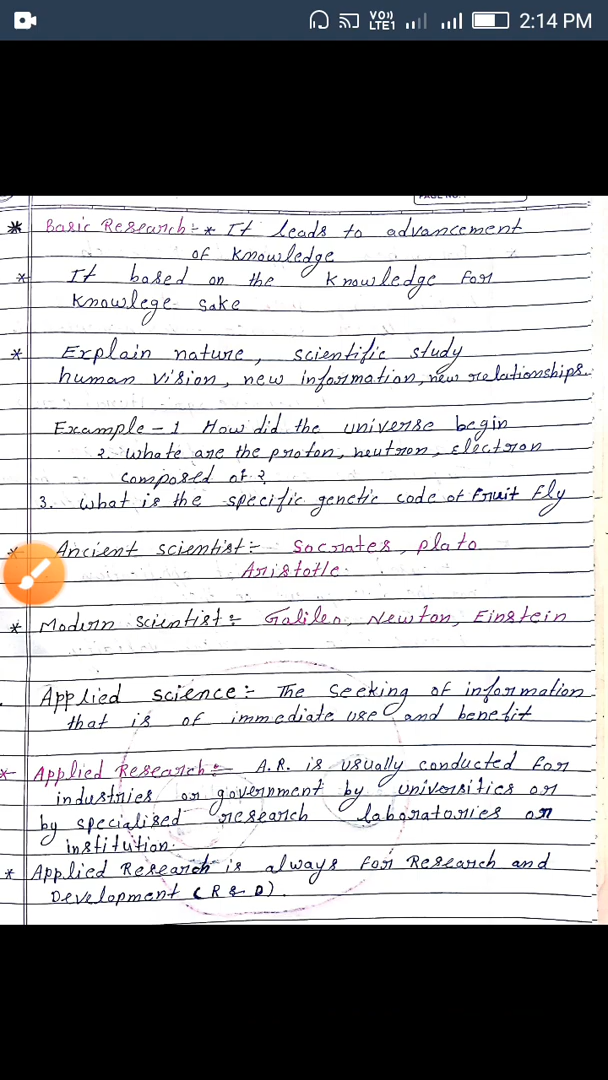 VO))
LTE1
2:14 PM
PAGE NO.
* Basic Research:- * It leads to advancement
of knowledge
* It based on the knowledge for
knowlege sake
* Explain nature, scientific study
human vision, new information, new relationships.
Example - 1 How did the universe begin
2. whate are the proton, neutron, electron
composed of?
3. what is the specific genetic code of Fruit Fly
* Ancient scientist:- Socrates, plato
Aristotle.
* Modern scientist:- Galileo, Newton, Einstein
Applied science:- The seeking of information
that is of immediate use and benefit
* Applied Research:- A.R. is usually conducted for
industries or government by universities or
by specialised research laboratories or
institution.
* Applied Research is always for Research and
Development (R & D).